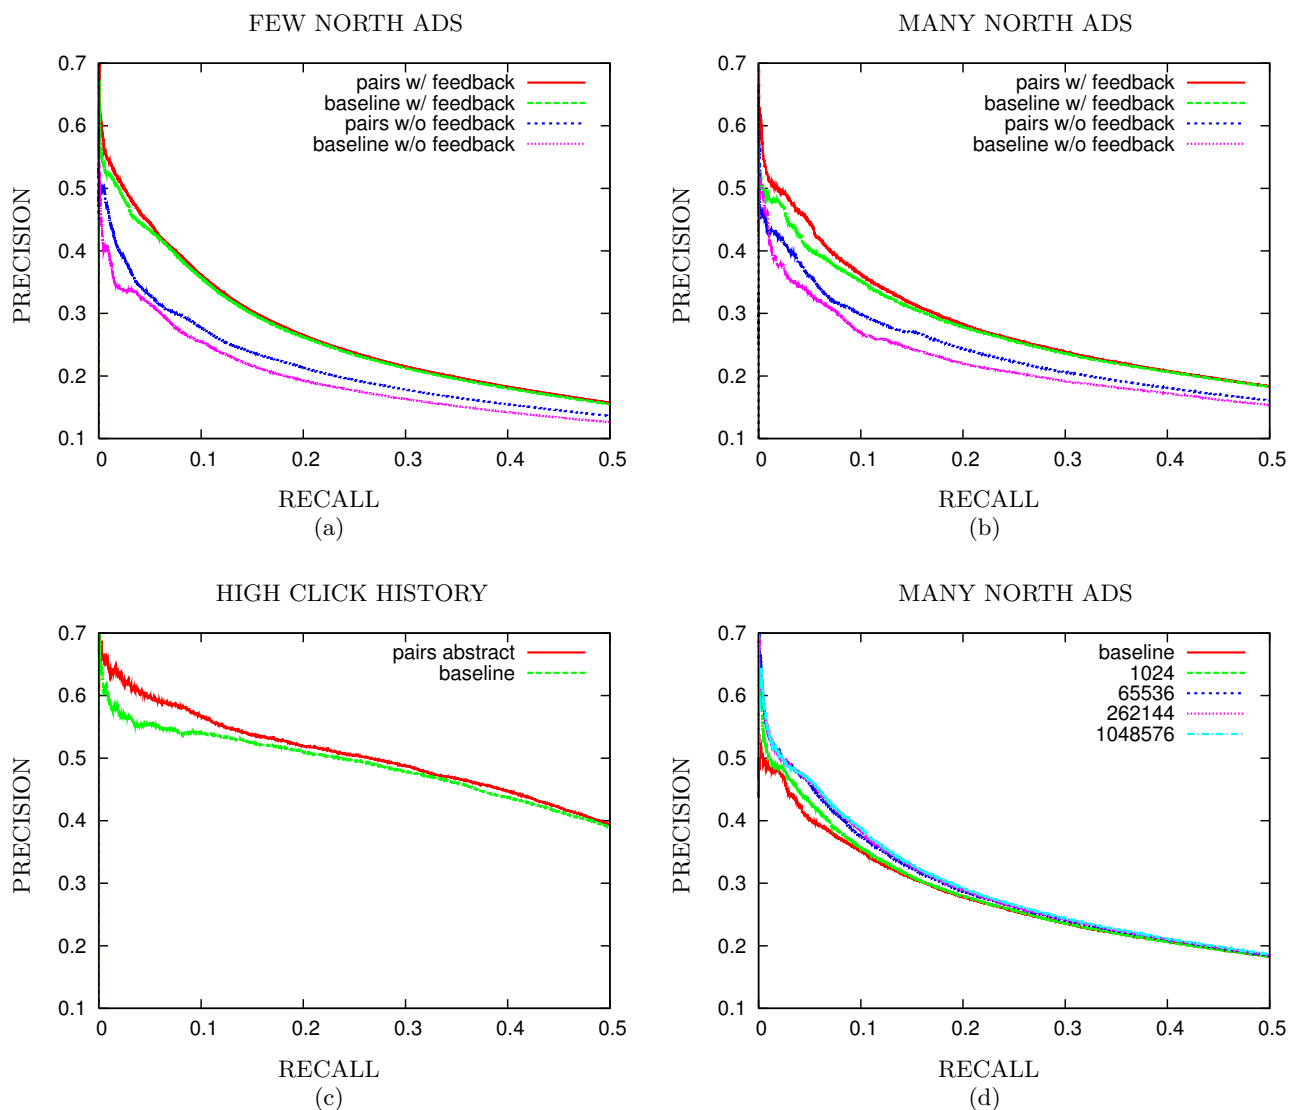 FEW NORTH ADS
0.7
0.6
0.5
0.4
0.3
0.2
0.1
PRECISION
pairs w/ feedback
baseline w/ feedback
pairs w/o feedback
baseline w/o feedback
0 0.1 0.2 0.3 0.4 0.5
RECALL
(a)
MANY NORTH ADS
0.7
0.6
0.5
0.4
0.3
0.2
0.1
PRECISION
pairs w/ feedback
baseline w/ feedback
pairs w/o feedback
baseline w/o feedback
0 0.1 0.2 0.3 0.4 0.5
RECALL
(b)
HIGH CLICK HISTORY
0.7
0.6
0.5
0.4
0.3
0.2
0.1
PRECISION
pairs abstract
baseline
0 0.1 0.2 0.3 0.4 0.5
RECALL
(c)
MANY NORTH ADS
0.7
0.6
0.5
0.4
0.3
0.2
0.1
PRECISION
baseline
1024
65536
262144
1048576
0 0.1 0.2 0.3 0.4 0.5
RECALL
(d)